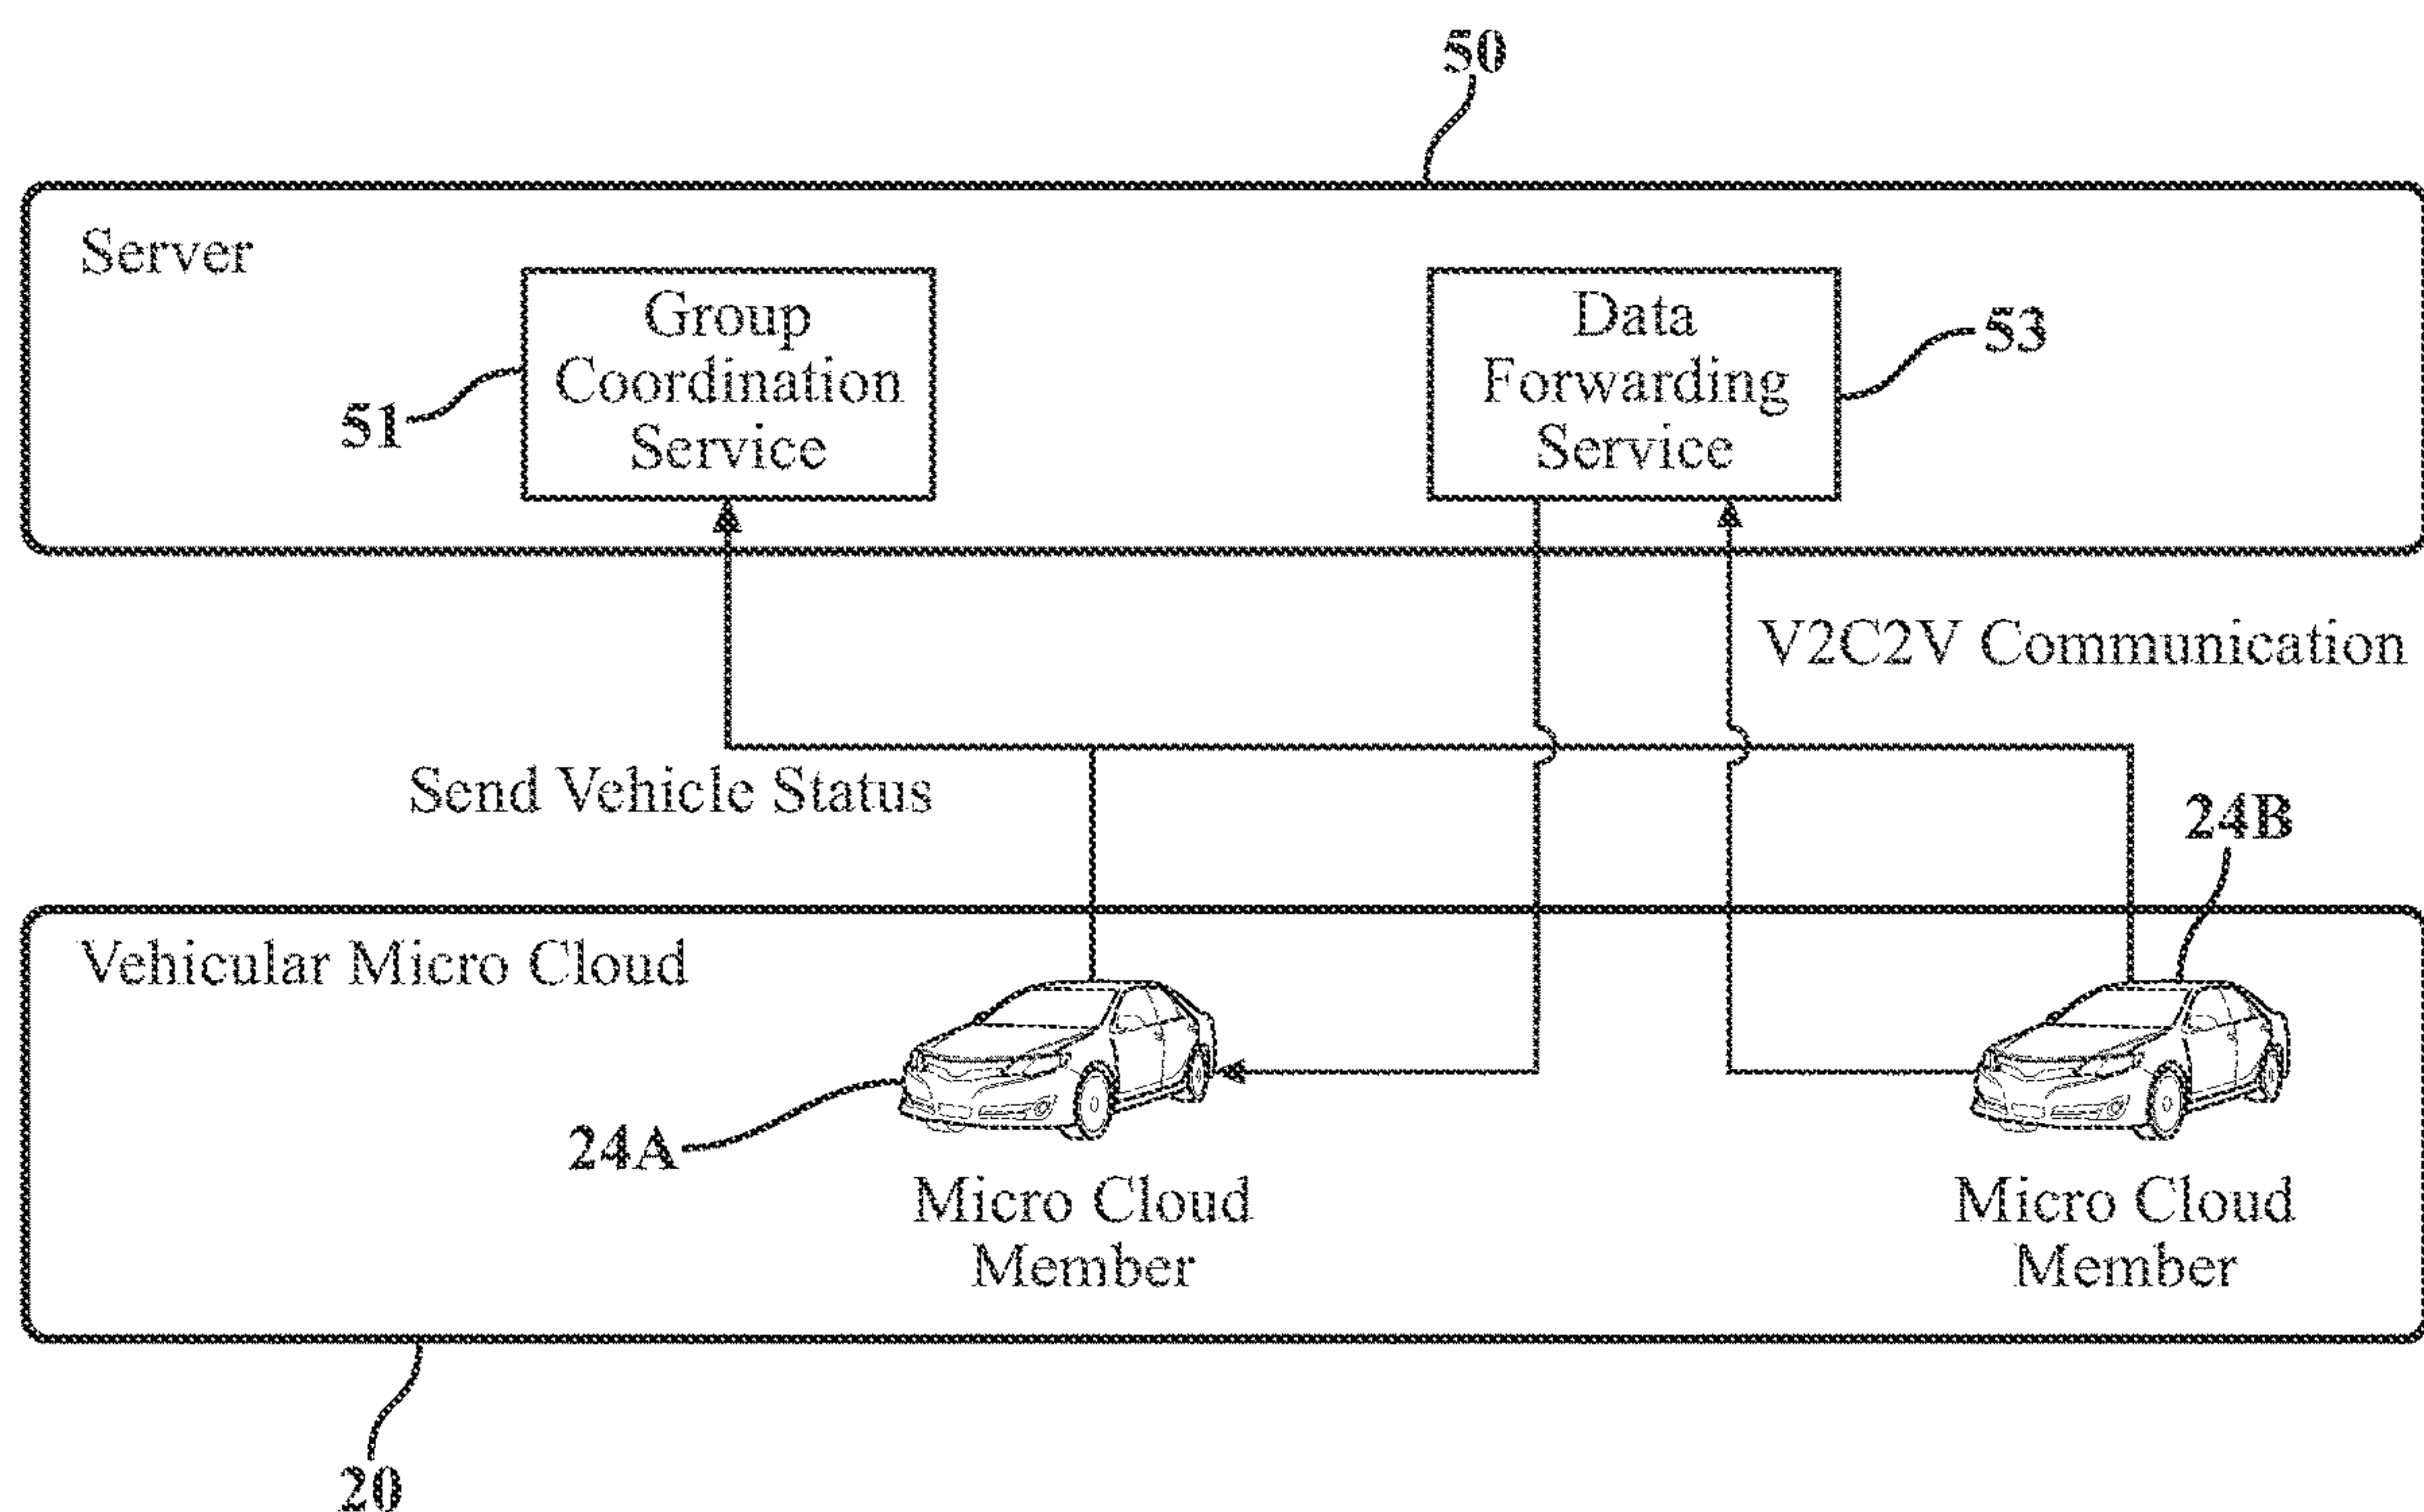 50
Server
Group
Coordination
Service
51
Data
Forwarding
Service
53
V2C2V Communication
Send Vehicle Status
24B
Vehicular Micro Cloud
24A
Micro Cloud
Member
Micro Cloud
Member
20